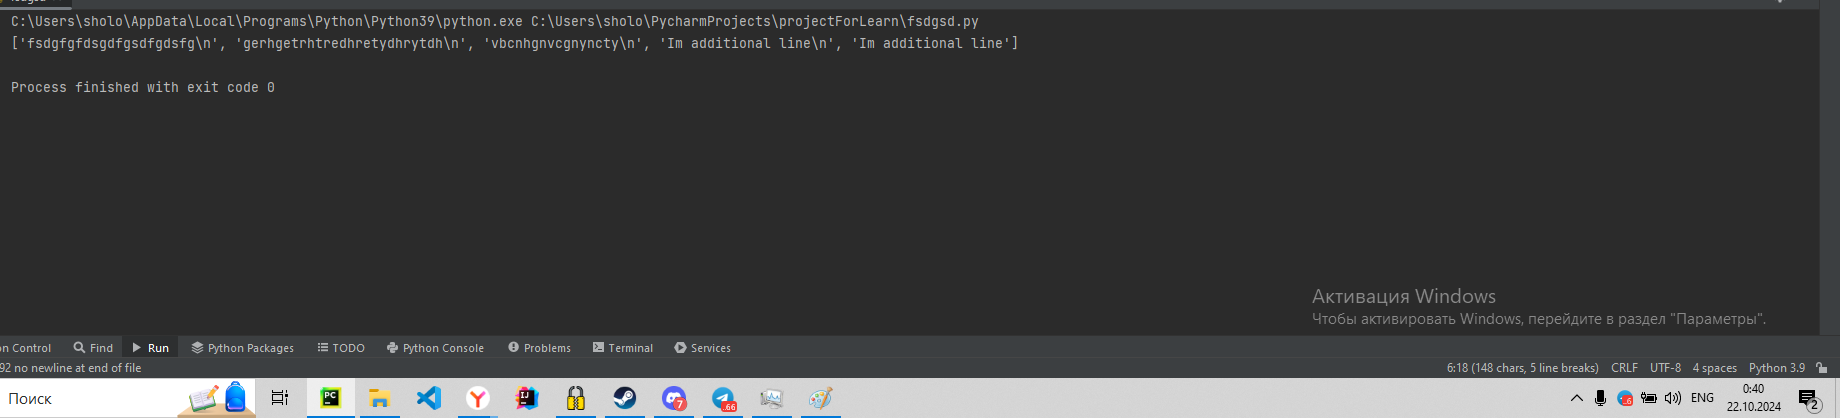 C:\Users\sholo\AppData\Local\Programs\Python\Python39\python.exe C:\Users\sholo\PycharmProjects\projectForLearn\fsdgsd.py
['fsdgfgfdsgdfgsdfgdsfg\n', 'gerhgetrhtredhretydhrytdh\n', 'vbcnhgnvcgnyncty\n', 'Im additional line\n', 'Im additional line']
Process finished with exit code 0
Активация Windows
Чтобы активировать Windows, перейдите в раздел "Параметры".
n Control Find Run Python Packages TODO Python Console Problems Terminal Services
92 no newline at end of file 6:18 (148 chars, 5 line breaks) CRLF UTF-8 4 spaces Python 3.9
Поиск PC IJ 7 .66 ENG 0:40
22.10.2024 2